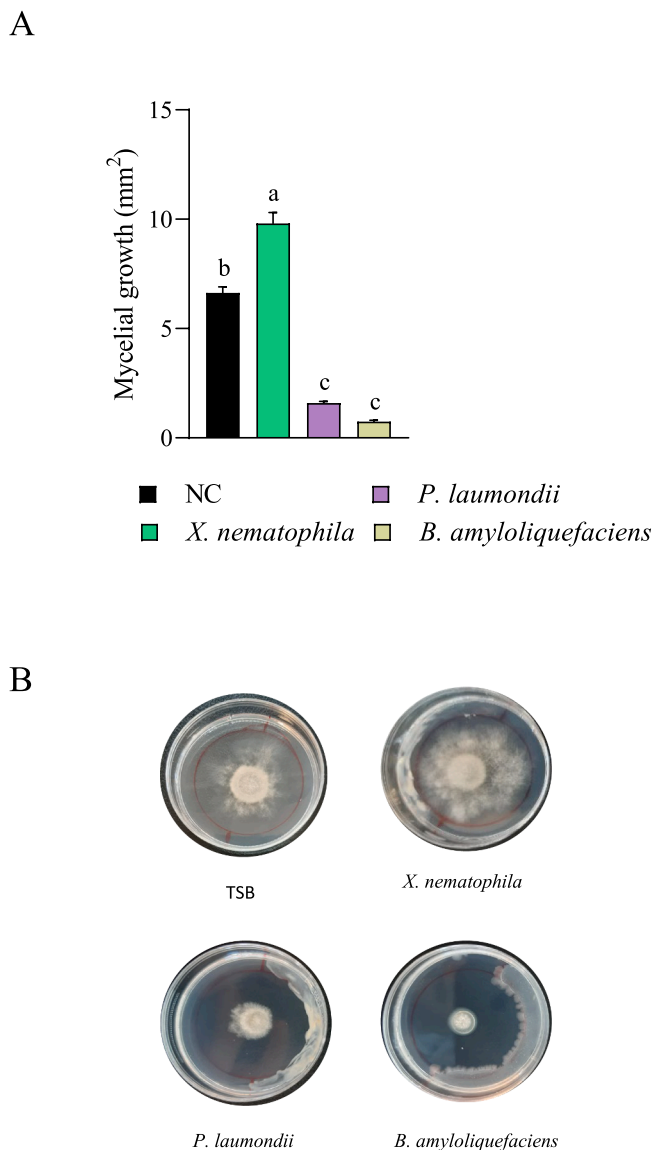 A
15
10
5
0
Mycelial growth (mm²)
b
a
c
c
NC
P. laumondii
X. nematophila
B. amyloliquefaciens
B
TSB
X. nematophila
P. laumondii
B. amyloliquefaciens